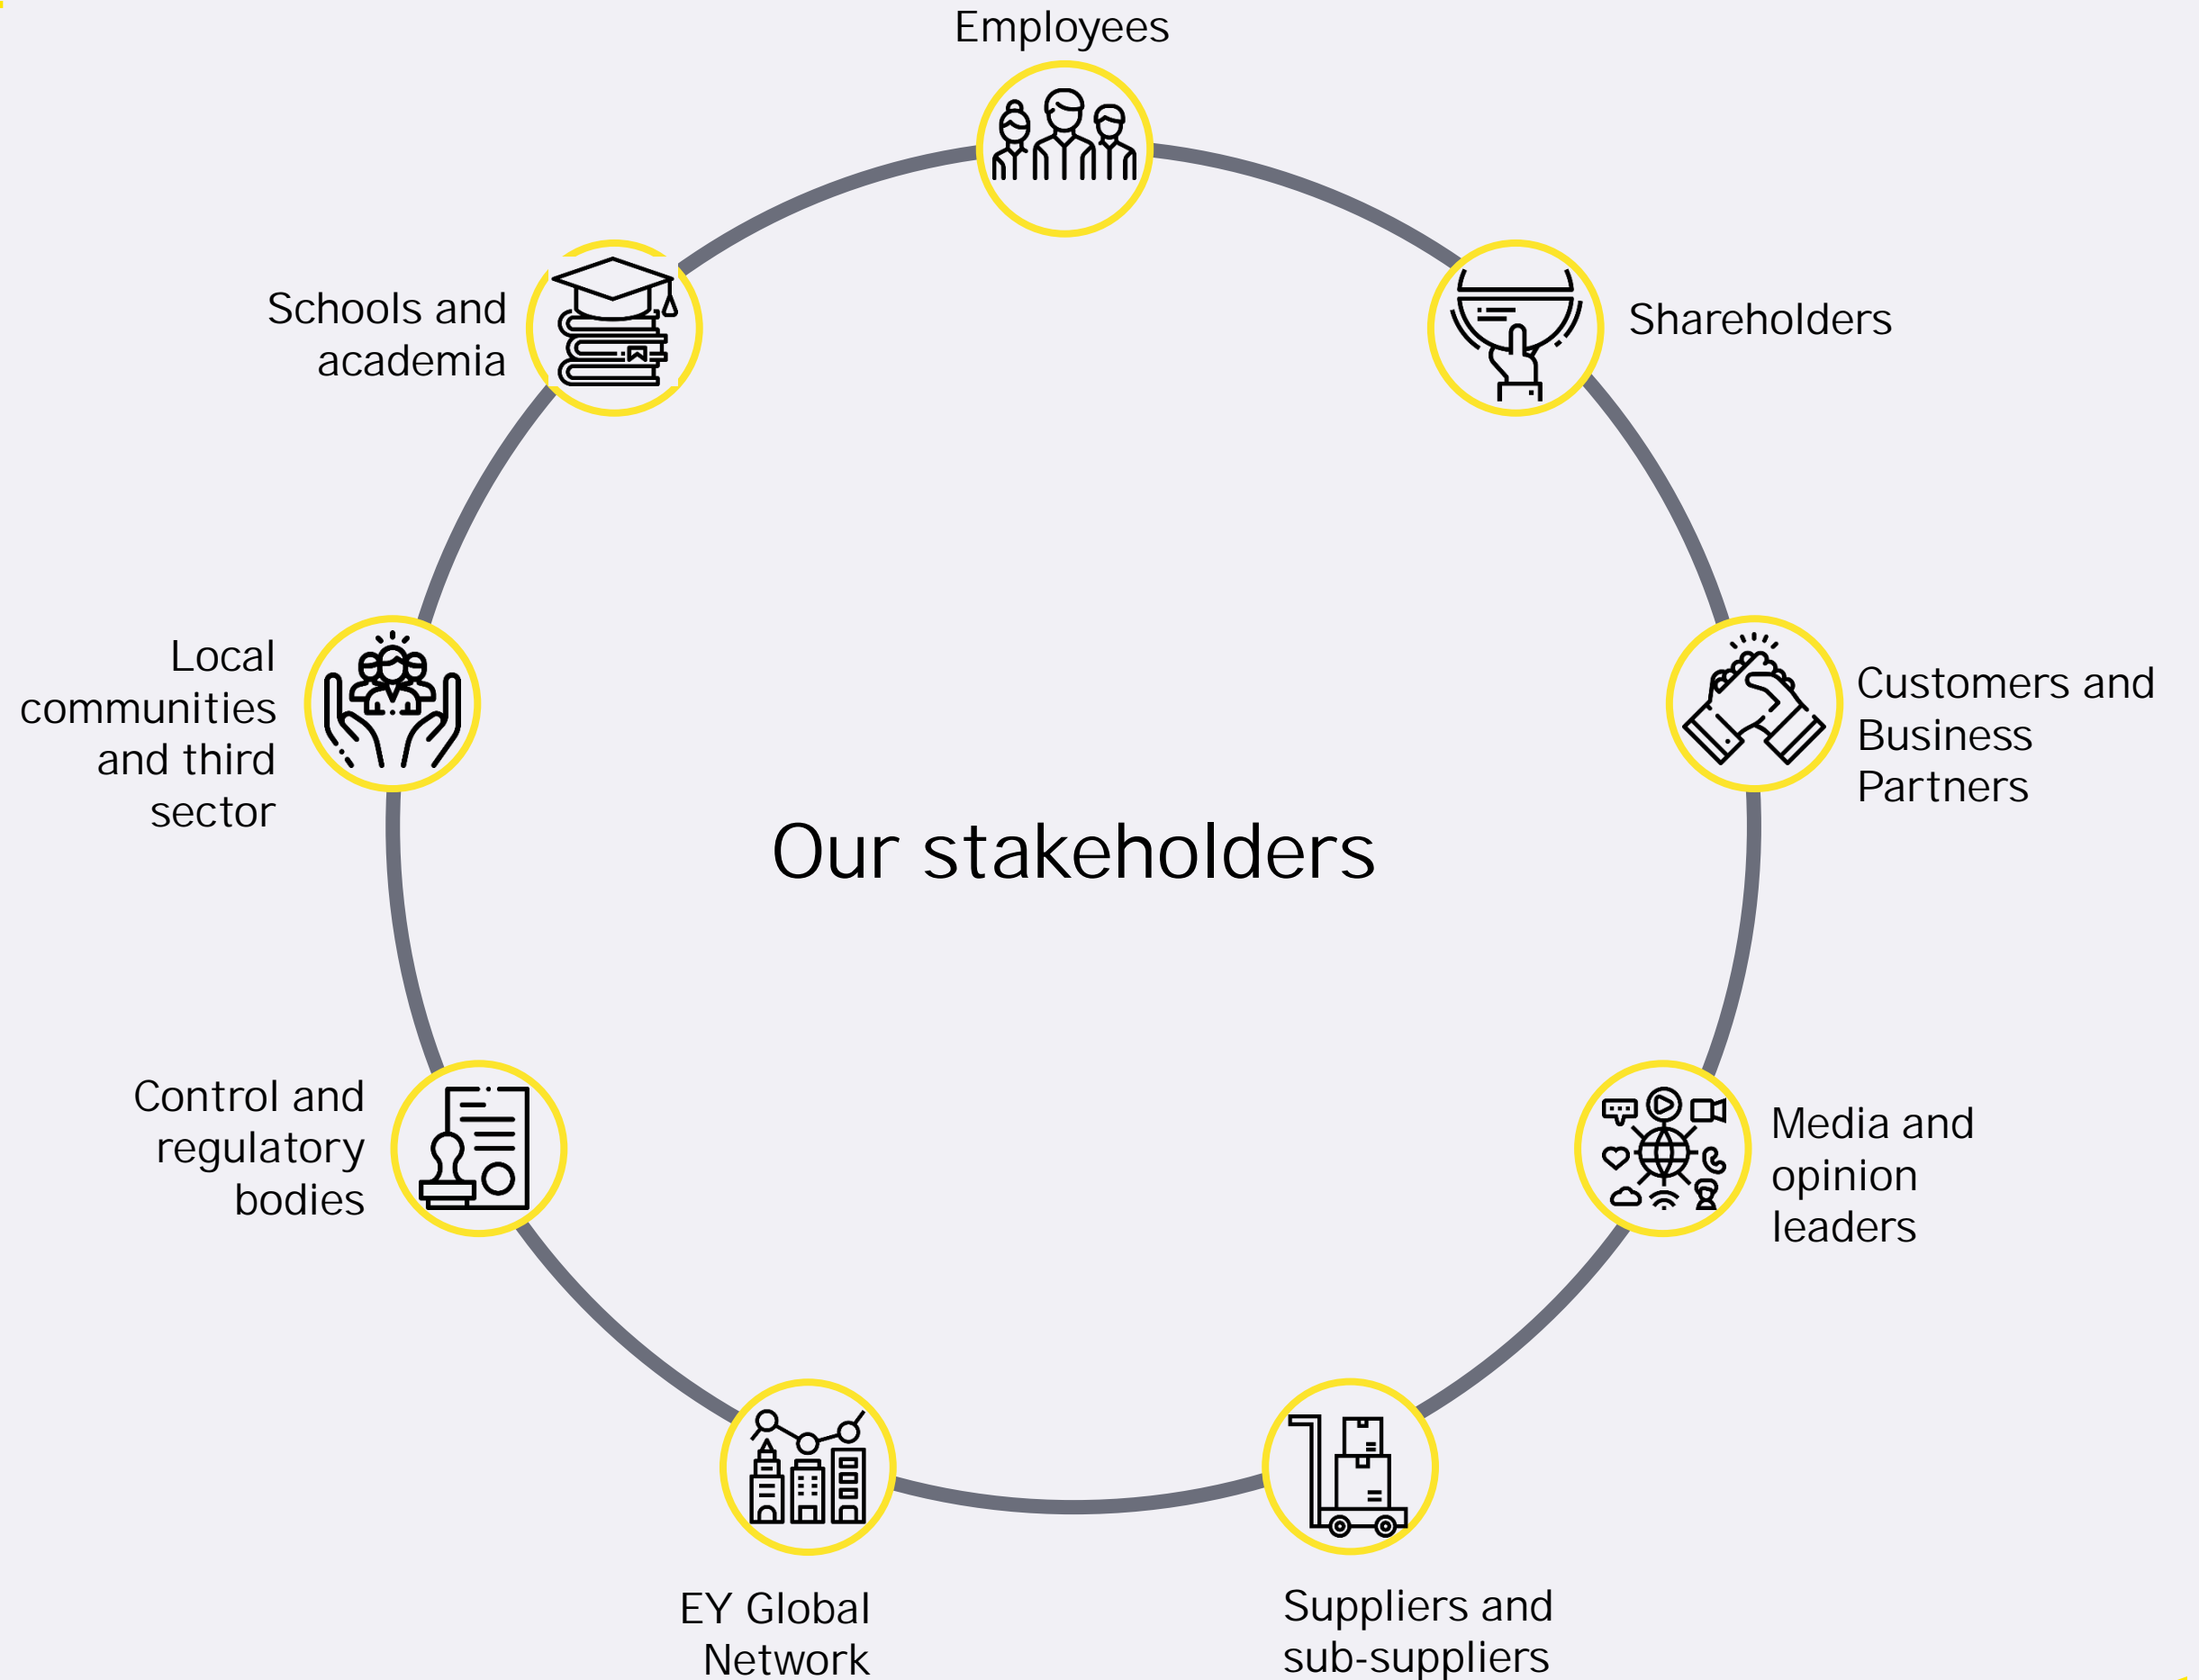 Employees
Schools and
academia
Shareholders
Local
communities
and third
sector
Customers and
Business
Partners
Our stakeholders
Control and
regulatory
bodies
Media and
opinion
leaders
EY Global
Network
Suppliers and
sub-suppliers